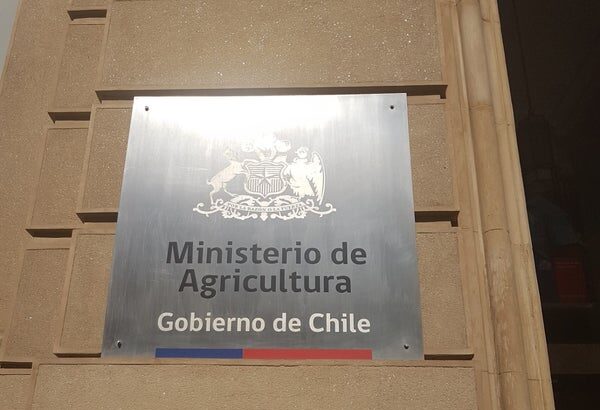 Ministerio de
Agricultura
Gobierno de Chile